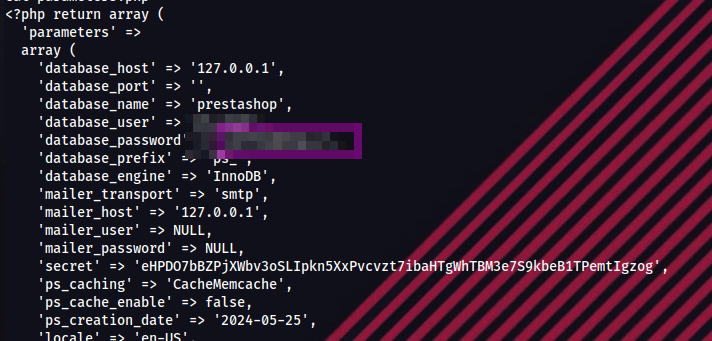 <?php return array (
  'parameters' =>
  array (
    'database_host' => '127.0.0.1',
    'database_port' => '',
    'database_name' => 'prestashop',
    'database_user' =>
    'database_password'
    'database_prefix' => 'ps_',
    'database_engine' => 'InnoDB',
    'mailer_transport' => 'smtp',
    'mailer_host' => '127.0.0.1',
    'mailer_user' => NULL,
    'mailer_password' => NULL,
    'secret' => 'eHPDO7bBZPjXWbv3oSLIpkn5XxPvcvzt7ibaHTgWhTBM3e7S9kbeB1TPemtIgzog',
    'ps_caching' => 'CacheMemcache',
    'ps_cache_enable' => false,
    'ps_creation_date' => '2024-05-25',
    'locale' => 'en-US',